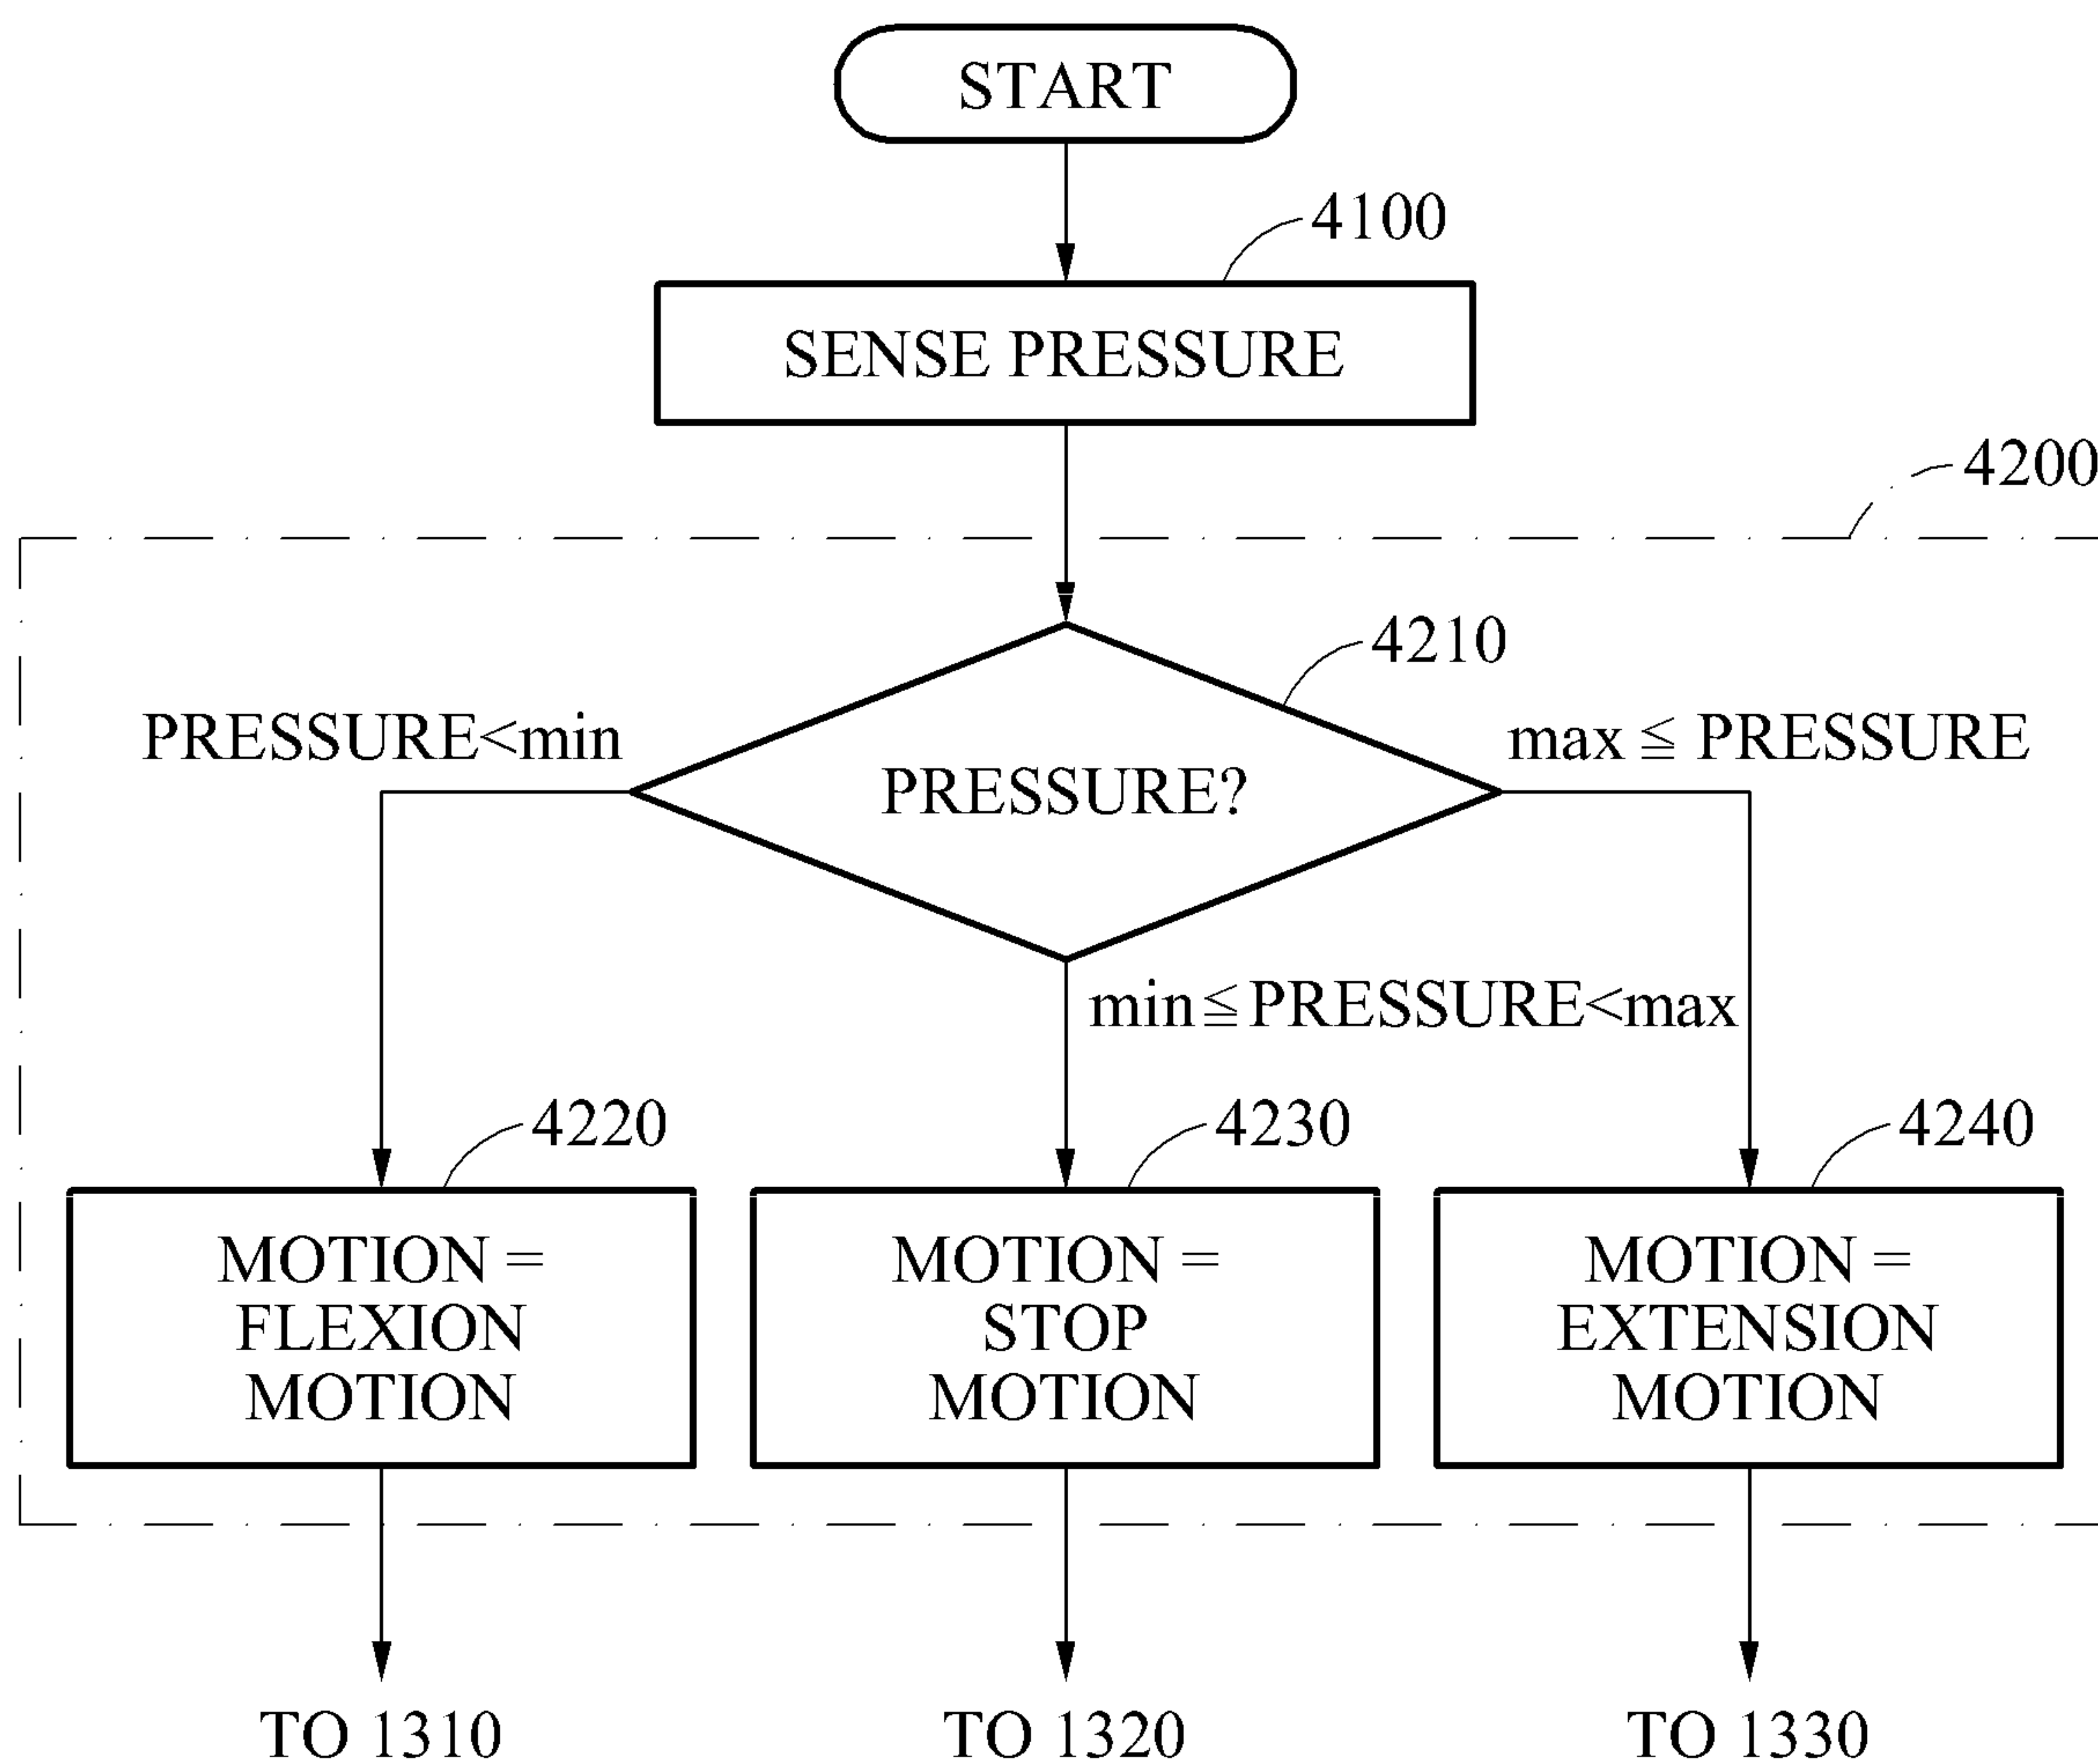 START
4100
SENSE PRESSURE
4200
4210
PRESSURE<min
max ≦ PRESSURE
PRESSURE?
min≦PRESSURE<max
4220
4230
4240
MOTION =
FLEXION
MOTION
MOTION =
STOP
MOTION
MOTION =
EXTENSION
MOTION
TO 1310
TO 1320
TO 1330